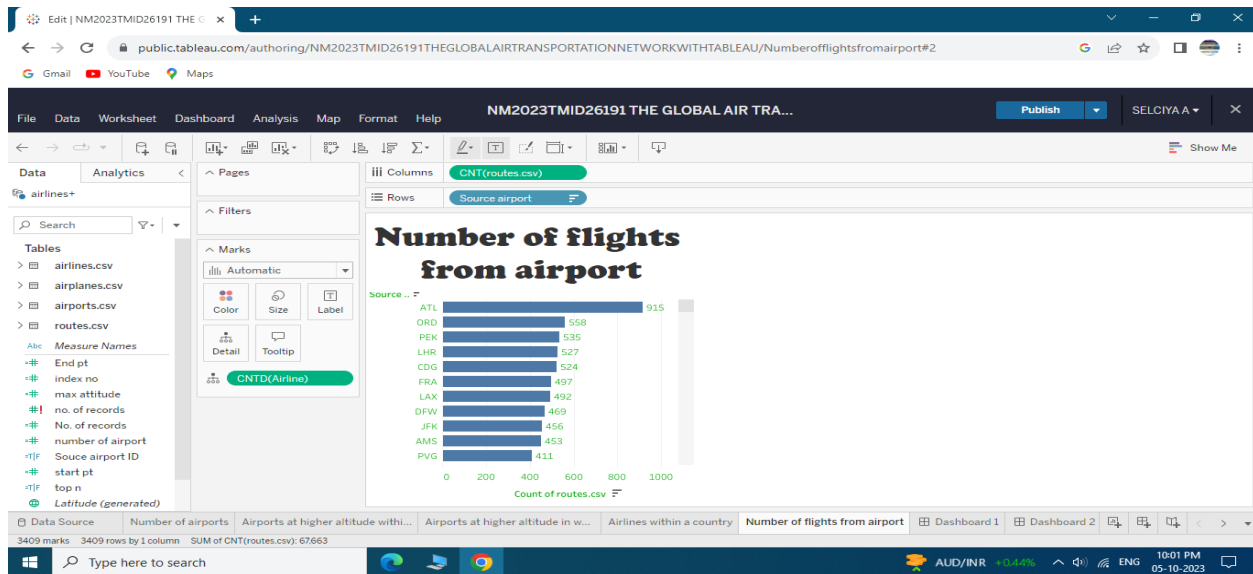 Edit | NM2023TMID26191 THE G
public.tableau.com/authoring/NM2023TMID26191THEGLOBALAIRTRANSPORTATIONNETWORKWITHTABLEAU/Numberofflightsfromairport#2
Gmail YouTube Maps
NM2023TMID26191 THE GLOBAL AIR TRA...
Publish
SELCIYA A
File Data Worksheet Dashboard Analysis Map Format Help
Show Me
Data Analytics
Pages
Columns CNT(routes.csv)
airlines+
Rows Source airport
Search
Filters
Tables
airlines.csv
airplanes.csv
airports.csv
routes.csv
Abc Measure Names
End pt
index no
max attitude
no. of records
No. of records
number of airport
Souce airport ID
start pt
top n
Latitude (generated)
Marks
Automatic
Color Size Label
Detail Tooltip
CNTD(Airline)
Number of flights
from airport
Source ..
ATL 915
ORD 558
PEK 535
LHR 527
CDG 524
FRA 497
LAX 492
DFW 469
JFK 456
AMS 453
PVG 411
0 200 400 600 800 1000
Count of routes.csv
Data Source Number of airports Airports at higher altitude withi... Airports at higher altitude in w... Airlines within a country Number of flights from airport Dashboard 1 Dashboard 2
3409 marks 3409 rows by 1 column SUM of CNT(routes.csv): 67,663
Type here to search
AUD/INR +0.44%
ENG
10:01 PM
05-10-2023